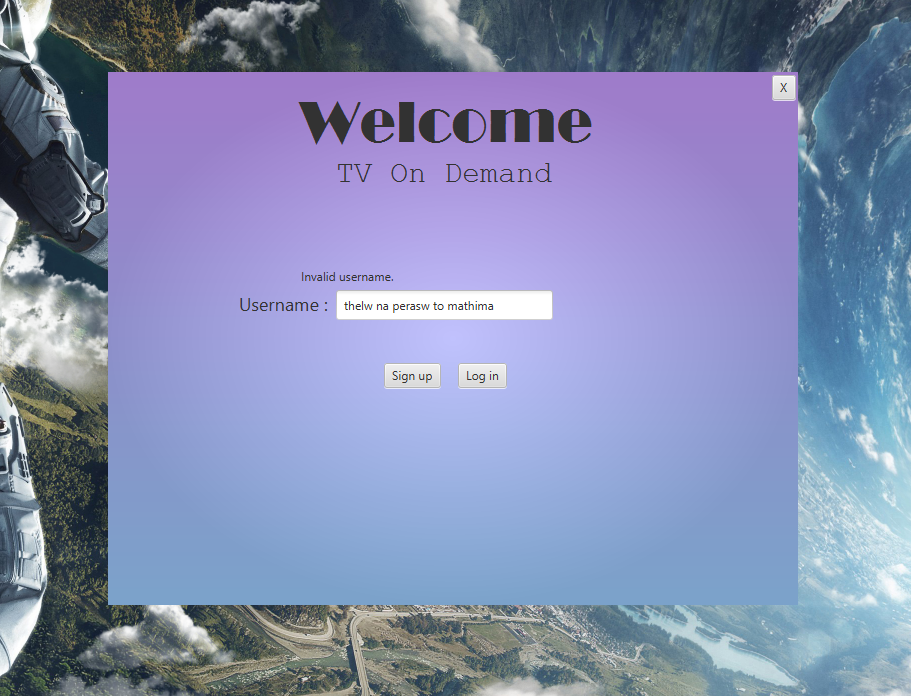 X
Welcome
TV On Demand
Invalid username.
Username : thelw na perasw to mathima
Sign up Log in